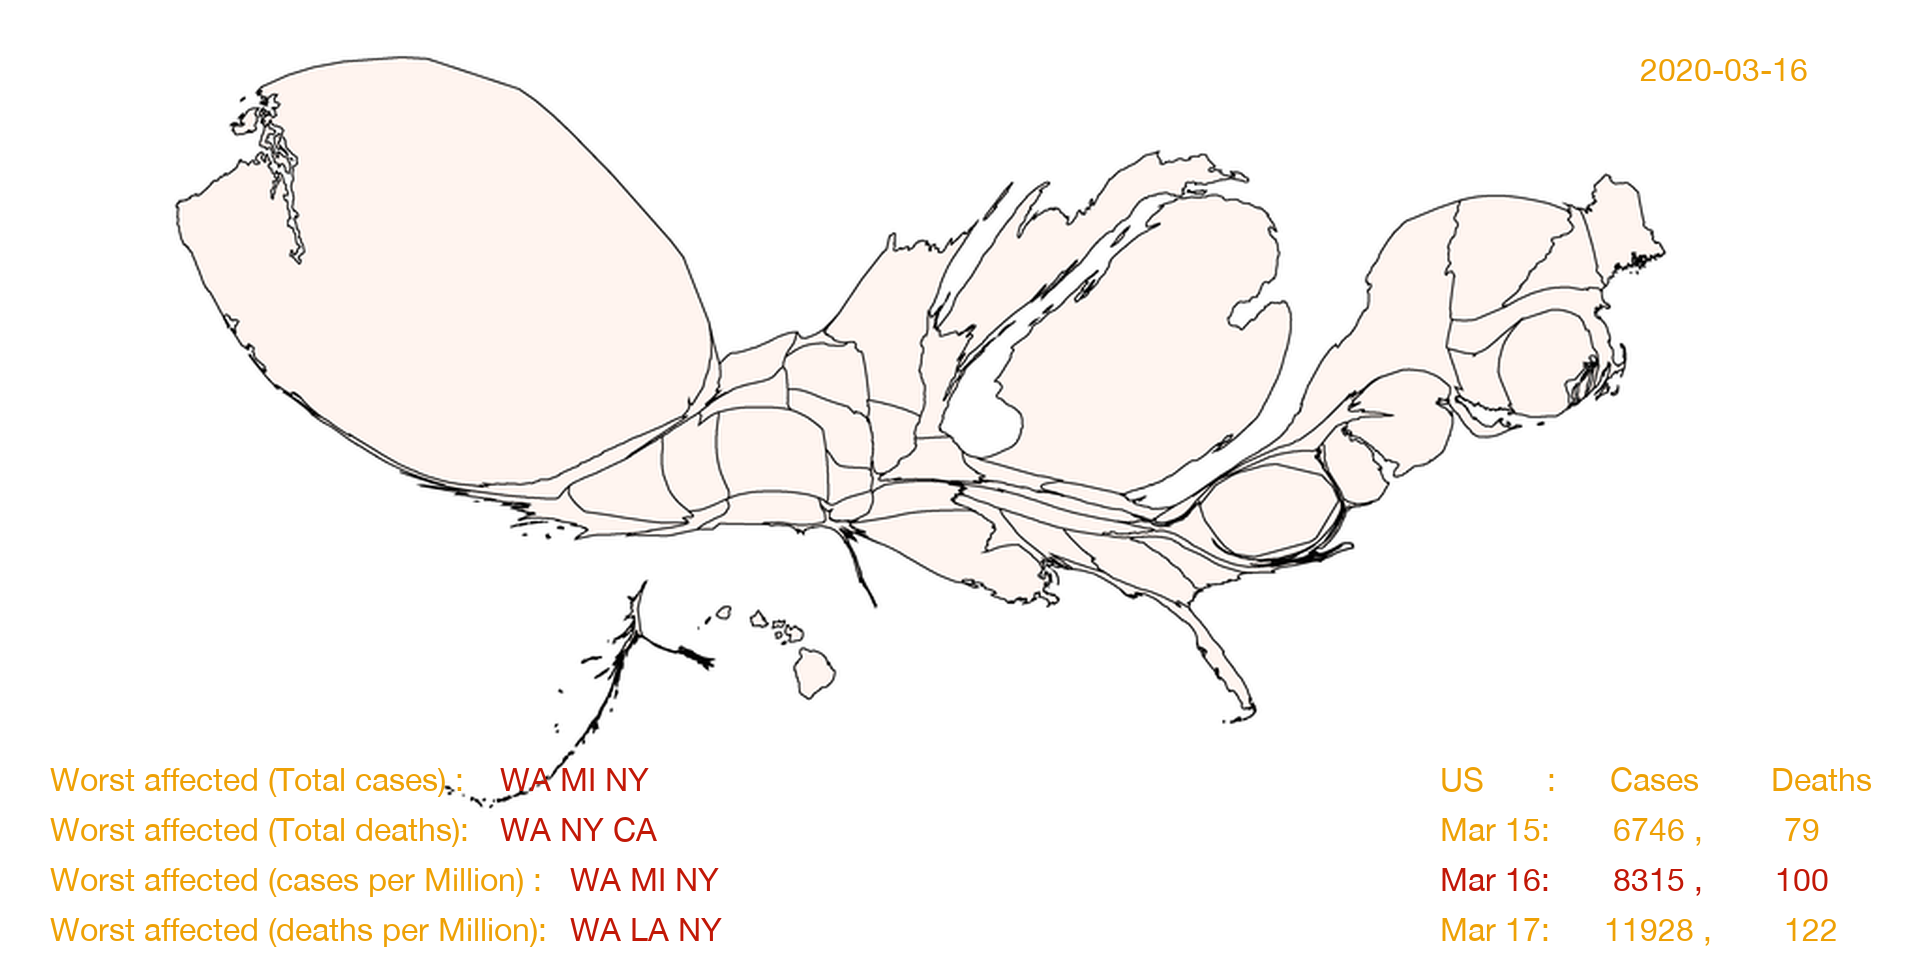 2020-03-16
Worst affected (Total cases) : WA MI NY
Worst affected (Total deaths): WA NY CA
Worst affected (cases per Million) : WA MI NY
Worst affected (deaths per Million): WA LA NY
US : Cases Deaths
Mar 15: 6746 , 79
Mar 16: 8315 , 100
Mar 17: 11928 , 122